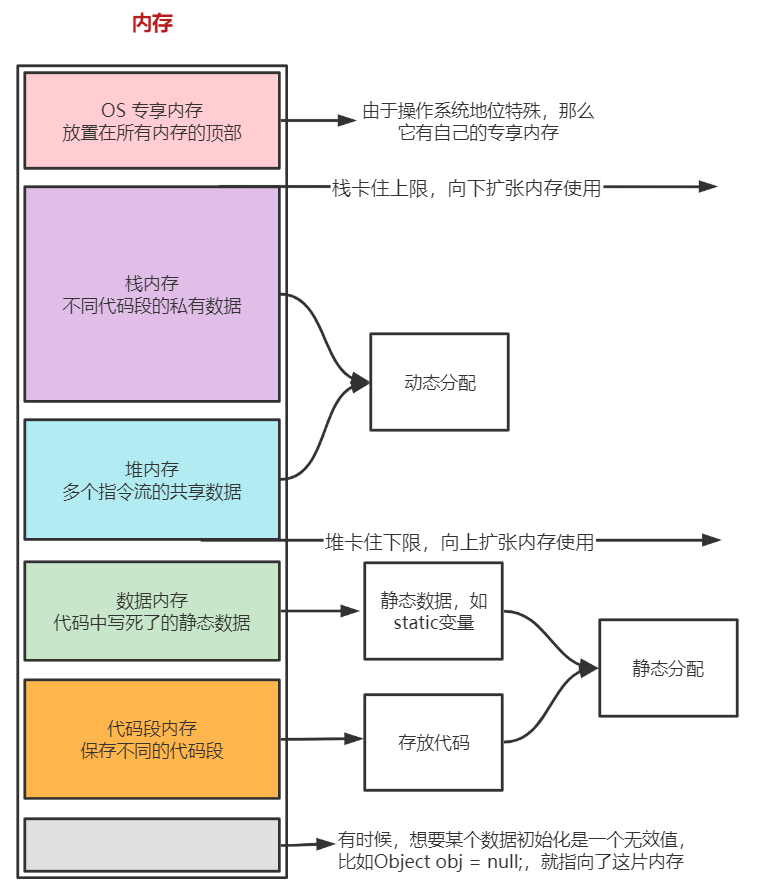 内存
OS 专享内存
放置在所有内存的顶部
由于操作系统地位特殊，那么
它有自己的专享内存
栈卡住上限，向下扩张内存使用
栈内存
不同代码段的私有数据
动态分配
堆内存
多个指令流的共享数据
堆卡住下限，向上扩张内存使用
数据内存
代码中写死了的静态数据
静态数据，如
static变量
静态分配
代码段内存
保存不同的代码段
存放代码
有时候，想要某个数据初始化是一个无效值，
比如Object obj = null;，就指向了这片内存